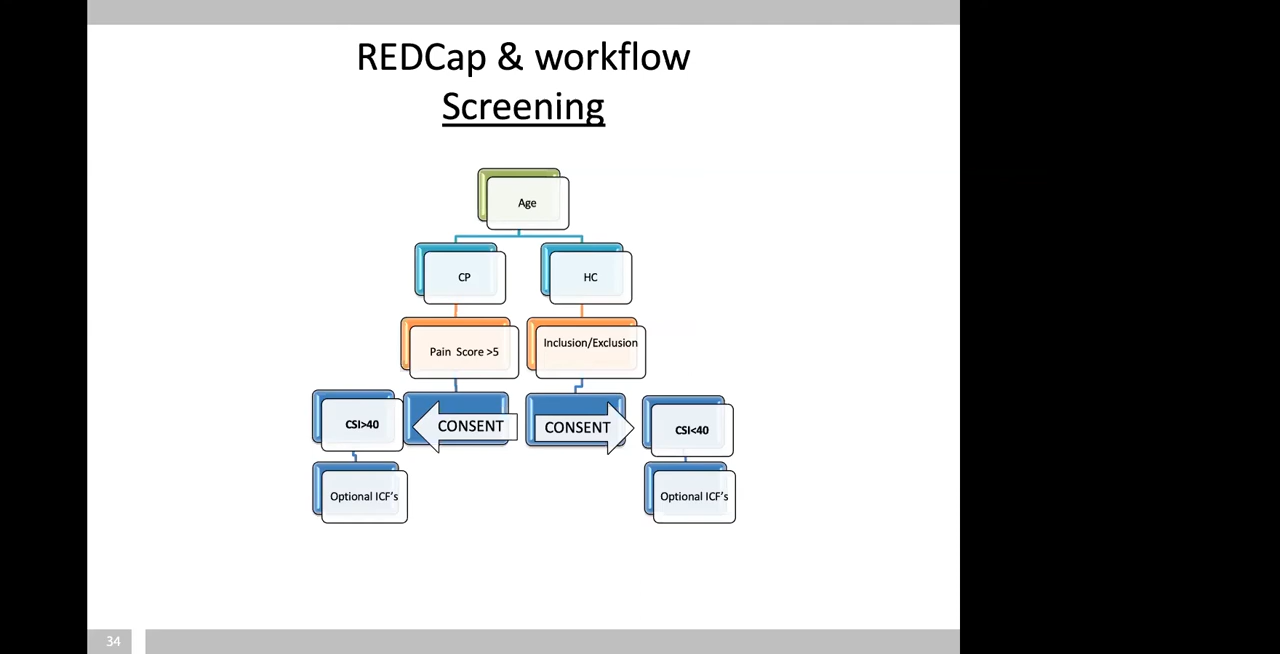 REDCap & workflow
Screening
Age
CP
HC
Pain Score >5
Inclusion/Exclusion
CSI>40
CONSENT
CONSENT
CSI<40
Optional ICF's
Optional ICF's
34